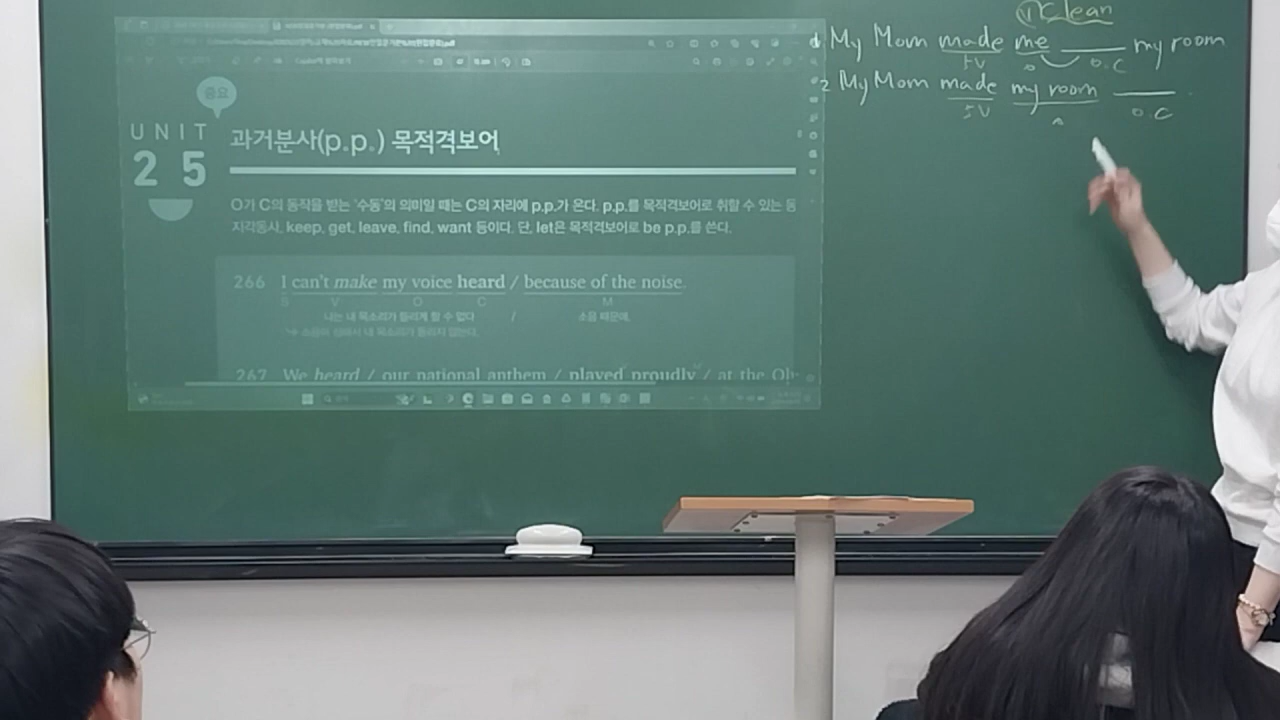 중요
UNIT
25
과거분사(p.p.) 목적격보어
O가 C의 동작을 받는 '수동'의 의미일 때는 C의 자리에 p.p.가 온다. p.p.를 목적격보어로 취할 수 있는 동
지각동사, keep, get, leave, find, want 등이다. 단, let은 목적격보어로 be p.p.를 쓴다.
266 I can't make my voice heard / because of the noise.
S V O C M
나는 내 목소리가 들리게 할 수 없다 / 소음 때문에.
267 We heard / our national anthem / played proudly / at the Oly
clean
1 My Mom made me ____ my room
5V o o.c
2 My Mom made my room ____
5V o o.c